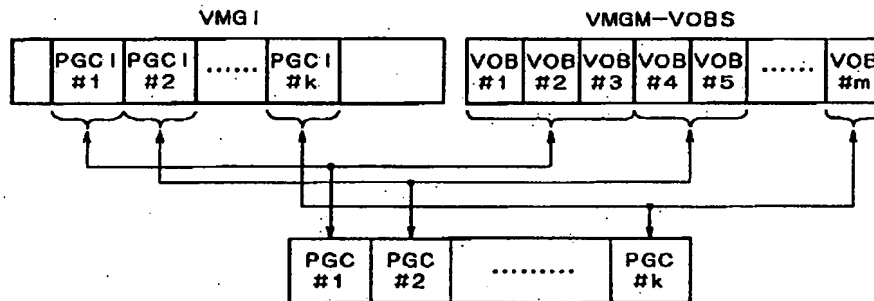 VMGI VMGM-VOBS
PGCI #1 PGCI #2 ...... PGCI #k VOB #1 VOB #2 VOB #3 VOB #4 VOB #5 ...... VOB #m
PGC #1 PGC #2 ......... PGC #k